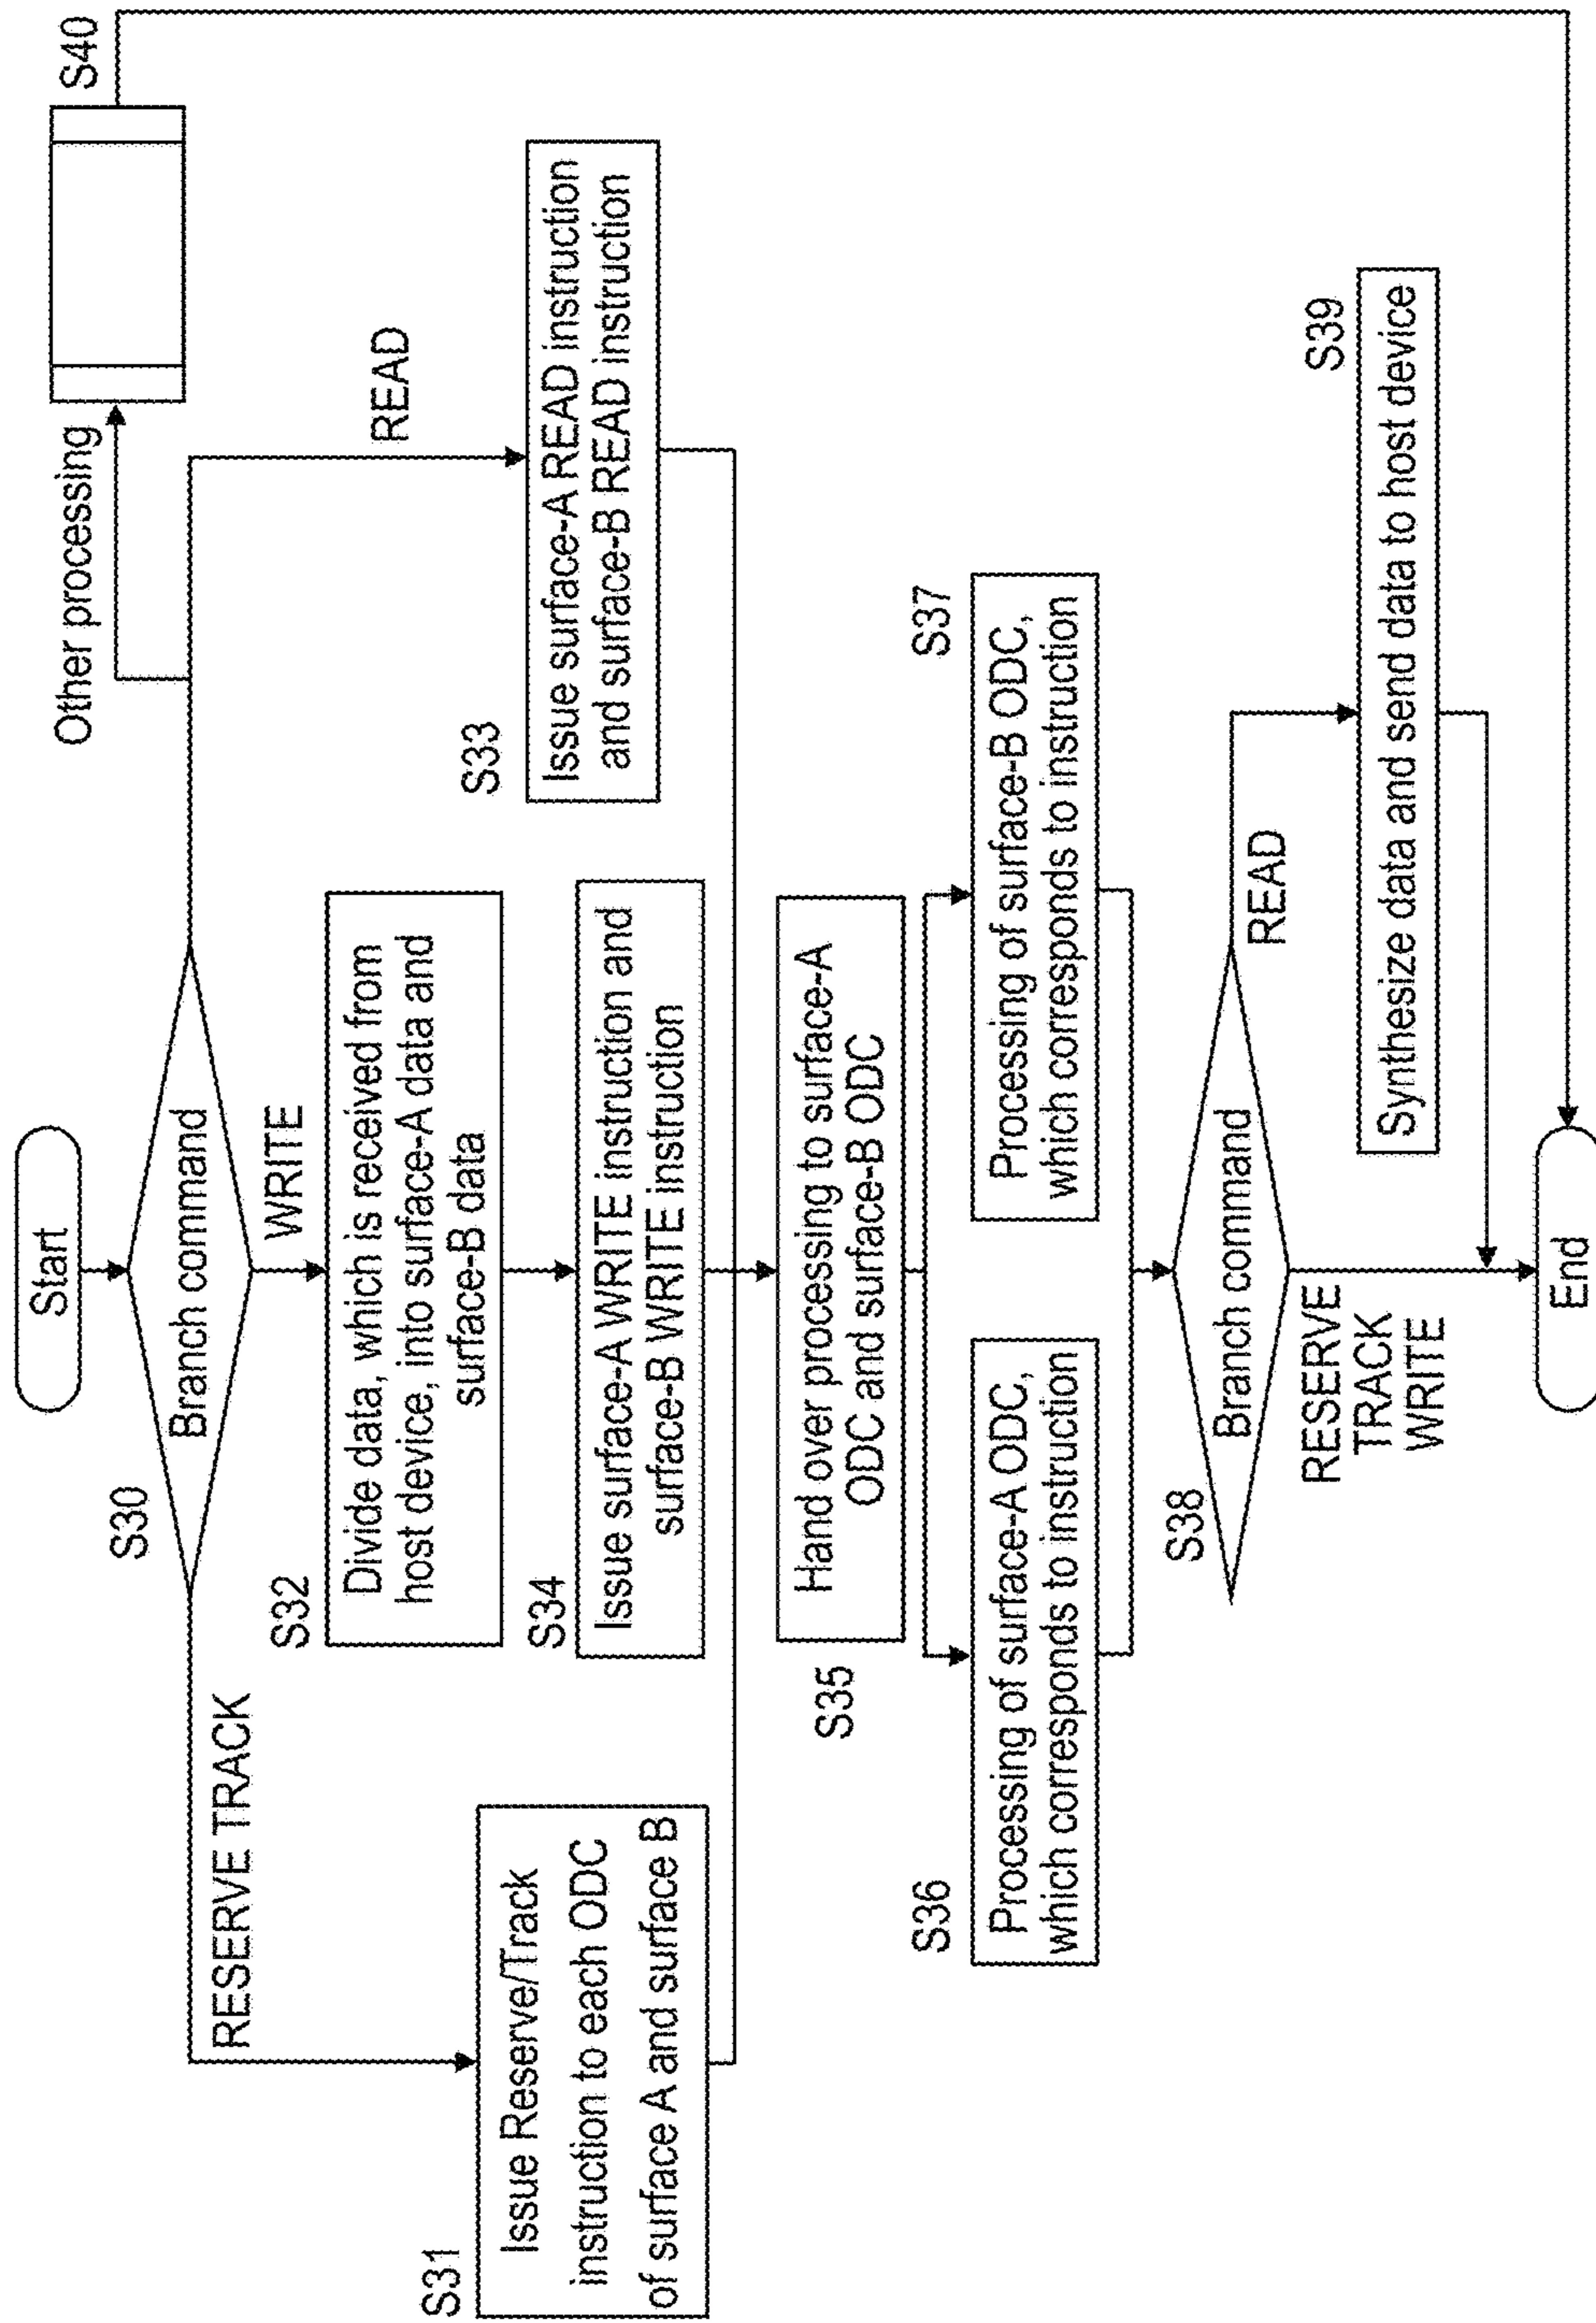 Start
S30
Branch command
RESERVE TRACK
WRITE
READ
Other processing
S40
S31
Issue Reserve/Track
instruction to each ODC
of surface A and surface B
S32
Divide data, which is received from
host device, into surface-A data and
surface-B data
S33
Issue surface-A READ instruction
and surface-B READ instruction
S34
Issue surface-A WRITE instruction and
surface-B WRITE instruction
S35
Hand over processing to surface-A
ODC and surface-B ODC
S36
Processing of surface-A ODC,
which corresponds to instruction
S37
Processing of surface-B ODC,
which corresponds to instruction
S38
Branch command
READ
RESERVE
TRACK
WRITE
S39
Synthesize data and send data to host device
End